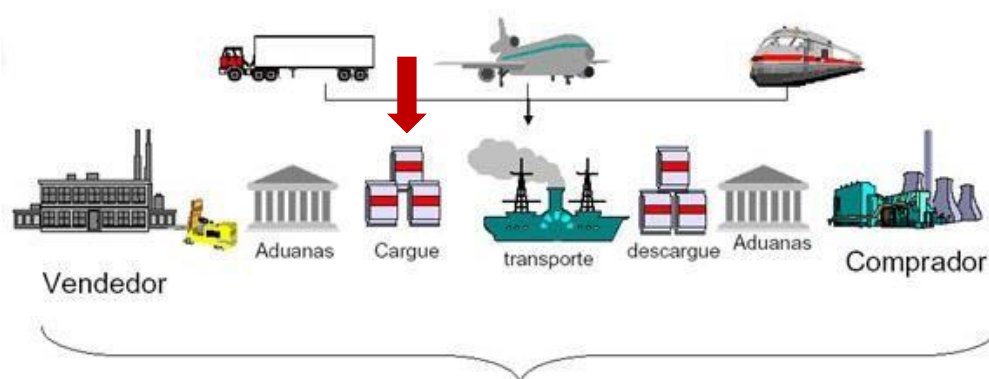 Vendedor
Aduanas
Cargue
transporte
descargue
Aduanas
Comprador